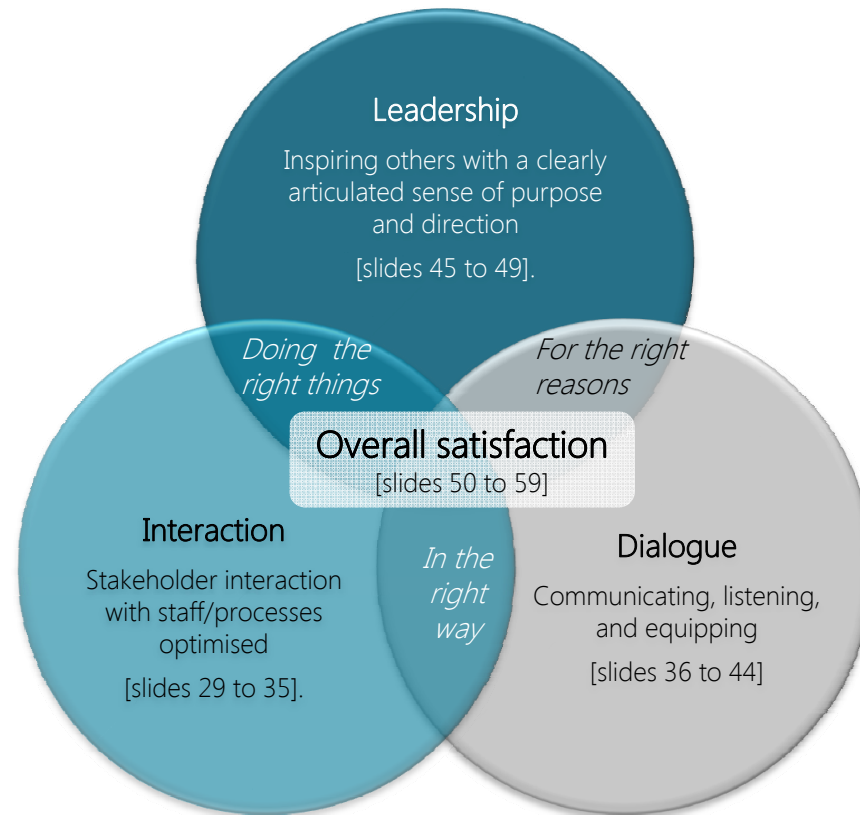 Leadership
Inspiring others with a clearly
articulated sense of purpose
and direction
[slides 45 to 49].
Doing the
right things
For the right
reasons
Overall satisfaction
[slides 50 to 59]
Interaction
Stakeholder interaction
with staff/processes
optimised
[slides 29 to 35].
In the
right
way
Dialogue
Communicating, listening,
and equipping
[slides 36 to 44]